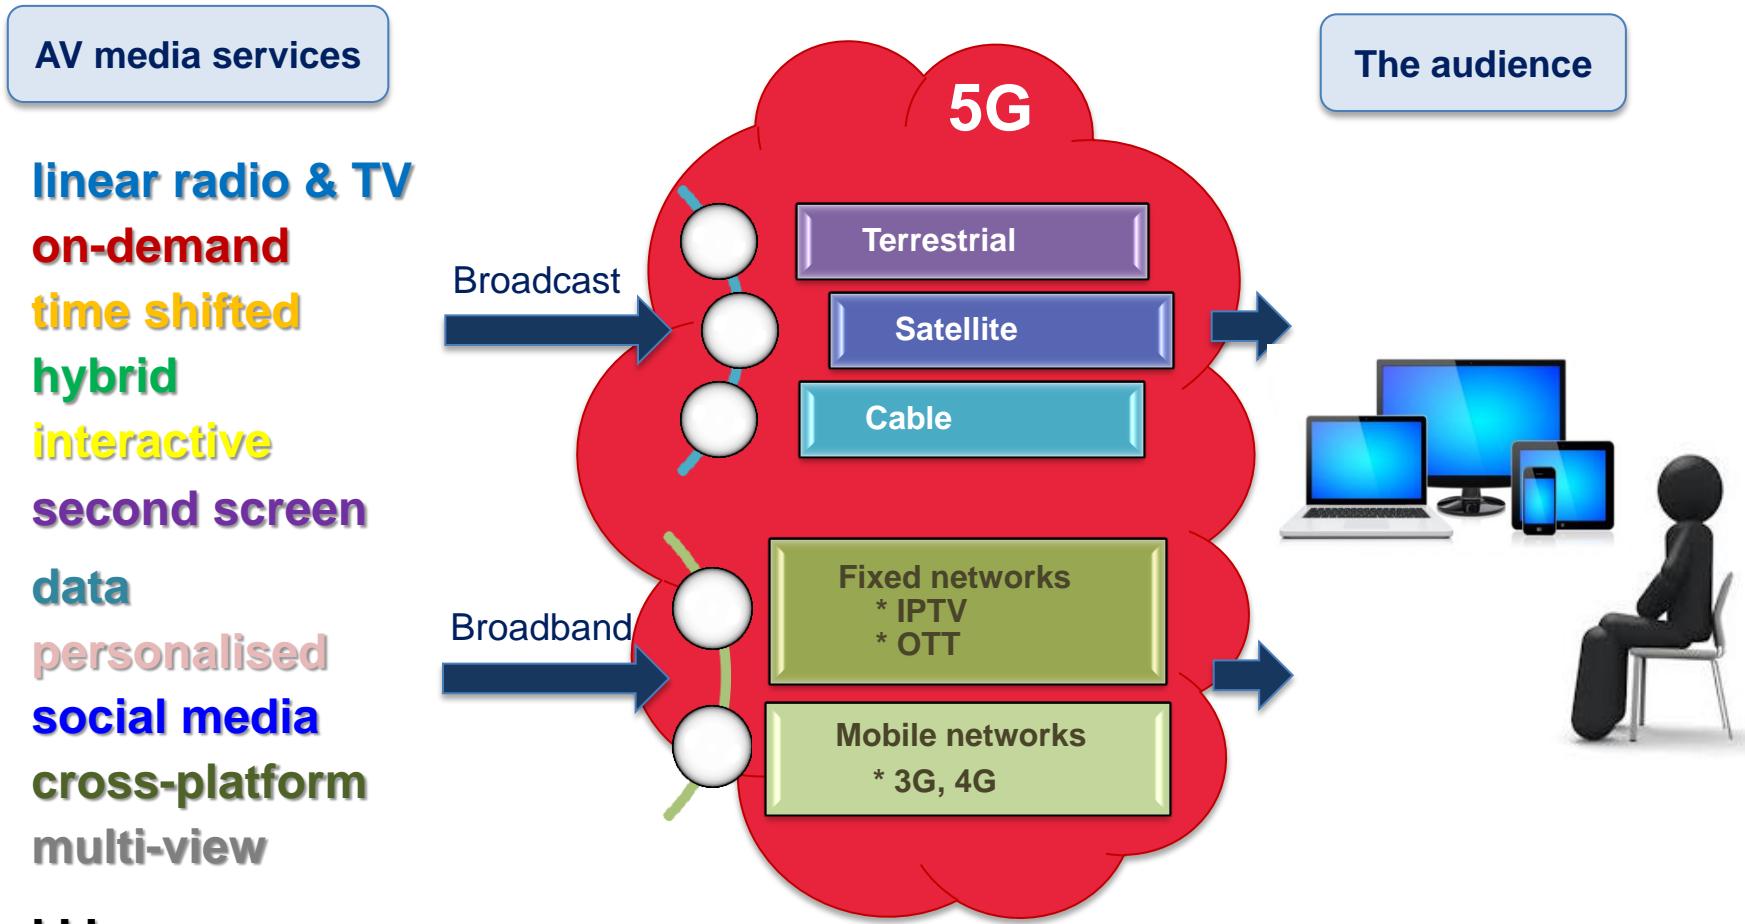 AV media services
linear radio & TV
on-demand
time shifted
hybrid
interactive
second screen
data
personalised
social media
cross-platform
multi-view
Broadcast
Broadband
5G
Terrestrial
Satellite
Cable
Fixed networks
* IPTV
* OTT
Mobile networks
* 3G, 4G
The audience